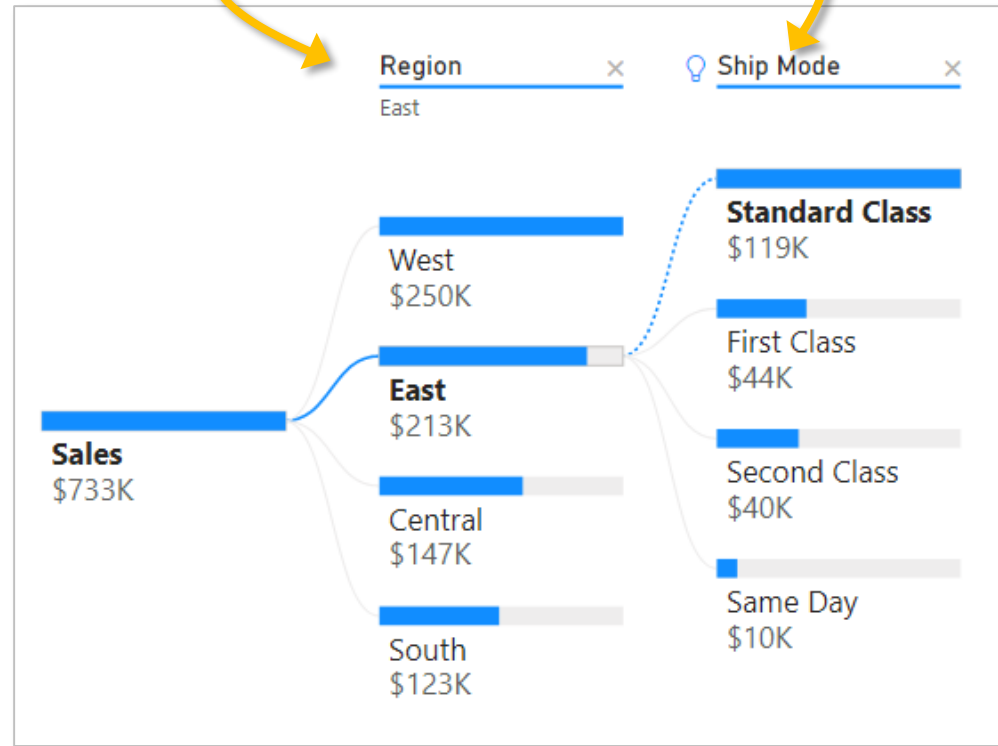 Region
Ship Mode
East
Sales
$733K
West
$250K
East
$213K
Central
$147K
South
$123K
Standard Class
$119K
First Class
$44K
Second Class
$40K
Same Day
$10K